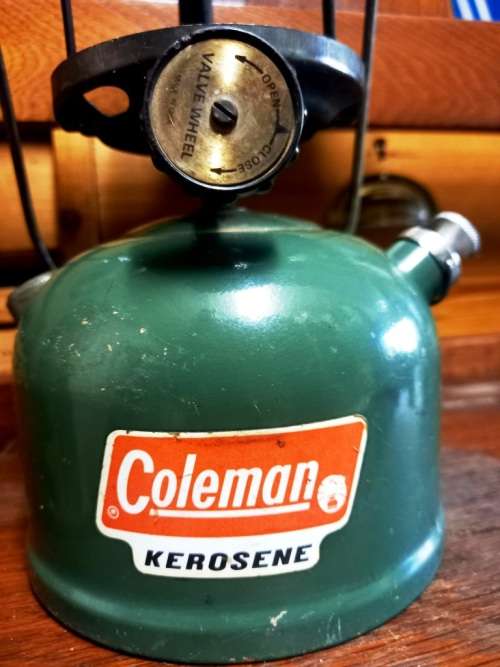 OPEN
VALVE WHEEL
CLOSE
Coleman
®
KEROSENE